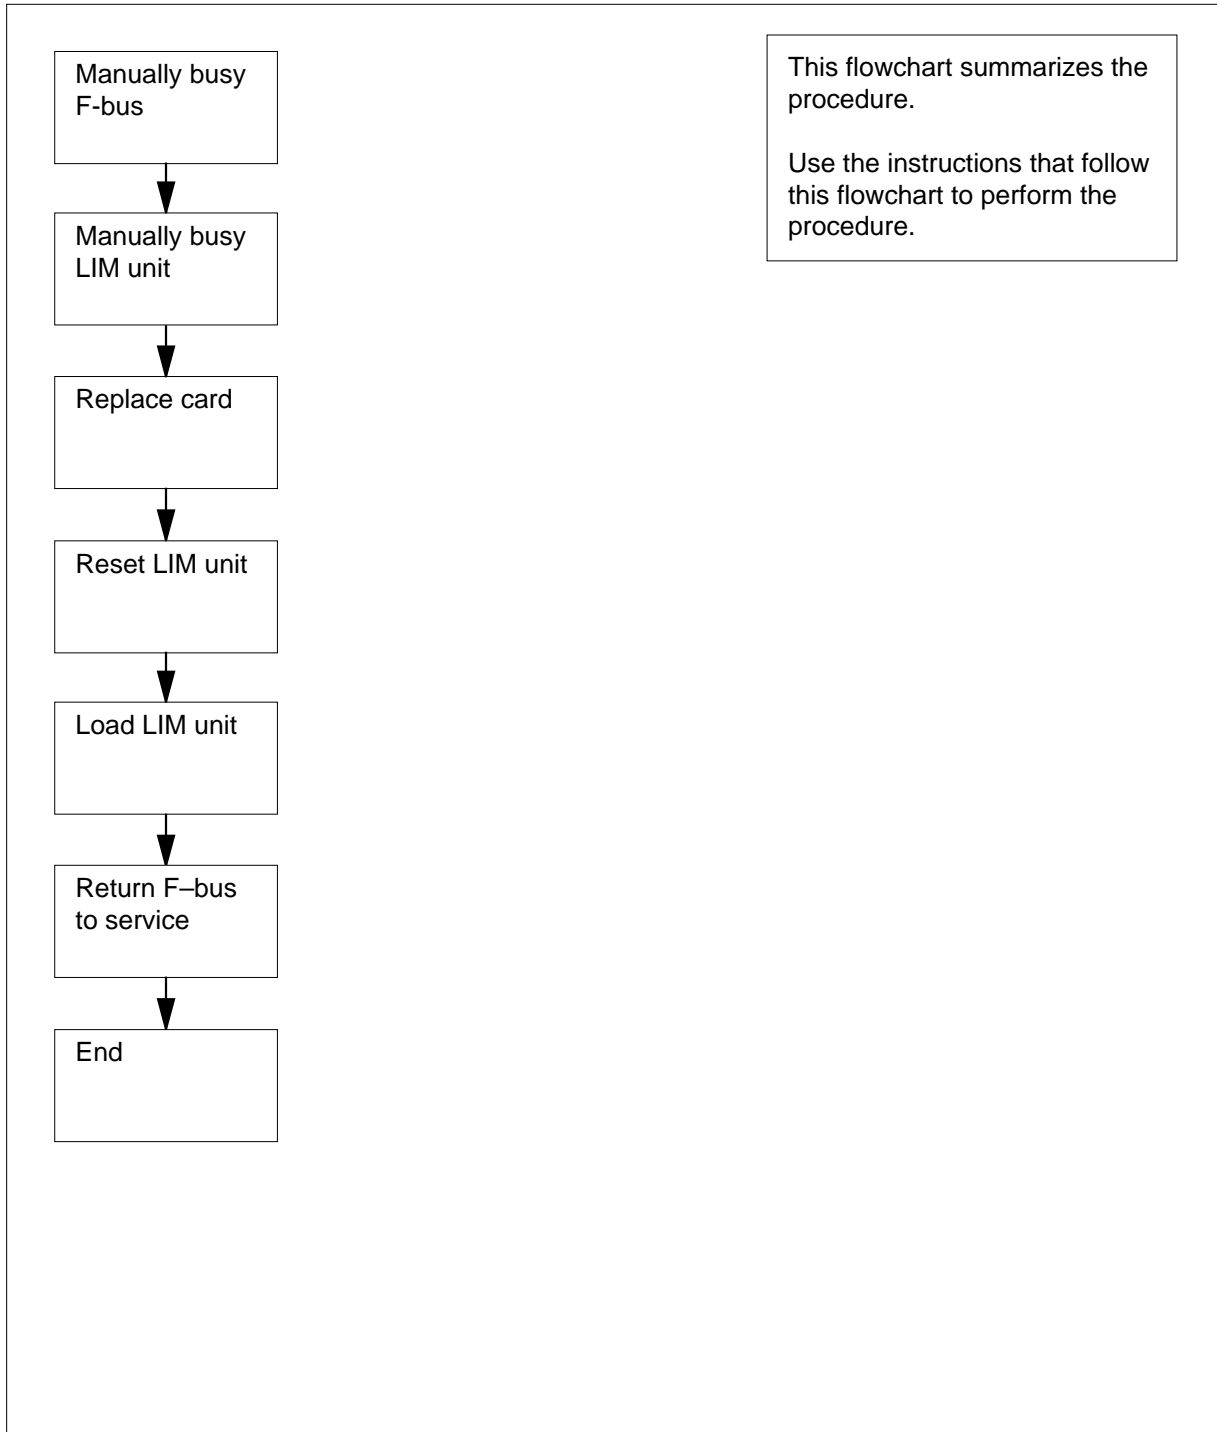 Manually busy
F-bus
Manually busy
LIM unit
Replace card
Reset LIM unit
Load LIM unit
Return F–bus
to service
End
This flowchart summarizes the
procedure.
Use the instructions that follow
this flowchart to perform the
procedure.